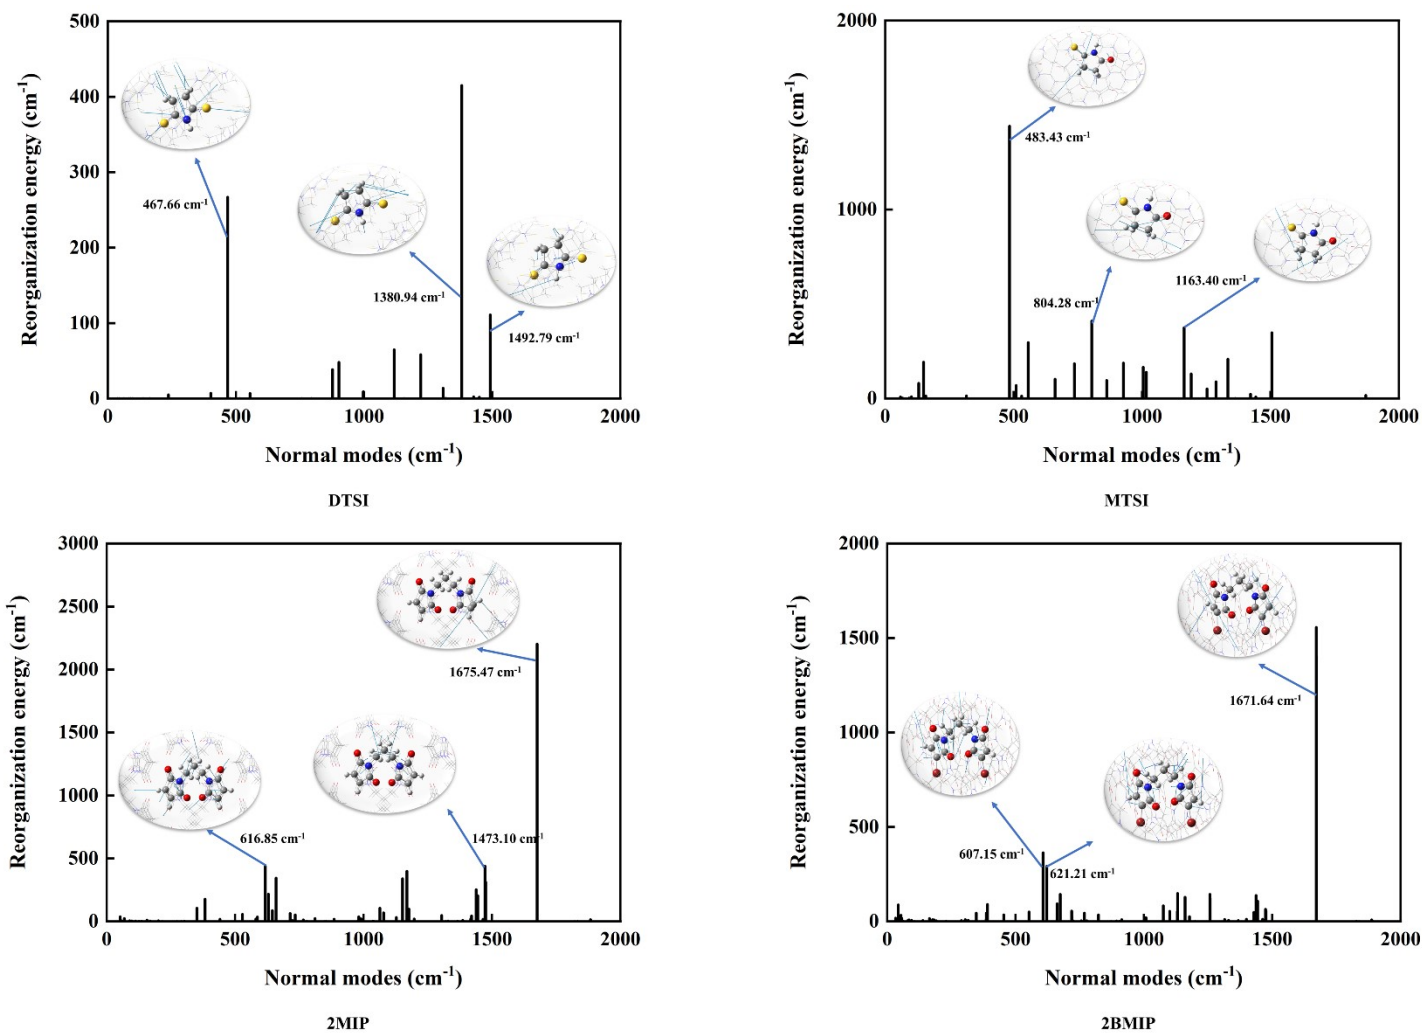 500
400
300
200
100
0
0
500
1000
1500
2000
Reorganization energy (cm⁻¹)
Normal modes (cm⁻¹)
467.66 cm⁻¹
1380.94 cm⁻¹
1492.79 cm⁻¹
DTSI
2000
1000
0
0
500
1000
1500
2000
Reorganization energy (cm⁻¹)
Normal modes (cm⁻¹)
483.43 cm⁻¹
804.28 cm⁻¹
1163.40 cm⁻¹
MTSI
3000
2500
2000
1500
1000
500
0
0
500
1000
1500
2000
Reorganization energy (cm⁻¹)
Normal modes (cm⁻¹)
1675.47 cm⁻¹
616.85 cm⁻¹
1473.10 cm⁻¹
2MIP
2000
1500
1000
500
0
0
500
1000
1500
2000
Reorganization energy (cm⁻¹)
Normal modes (cm⁻¹)
1671.64 cm⁻¹
607.15 cm⁻¹
621.21 cm⁻¹
2BMIP